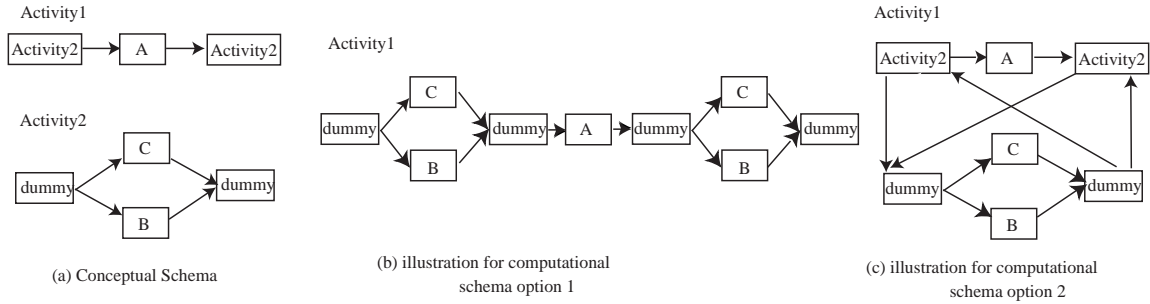 Activity1
Activity2 A Activity2
Activity2
C
dummy dummy
B
(a) Conceptual Schema
Activity1
C C
dummy dummy A dummy dummy
B B
(b) illustration for computational
schema option 1
Activity1
Activity2 A Activity2
C
dummy dummy
B
(c) illustration for computational
schema option 2